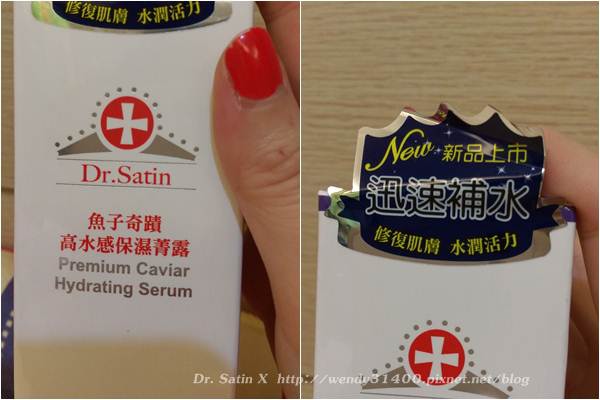 修復肌膚 水潤活力
Dr.Satin
魚子奇蹟
高水感保濕菁露
Premium Caviar
Hydrating Serum
New 新品上市
迅速補水
修復肌膚 水潤活力
Dr. Satin X http://wendy31400.pixnet.net/blog